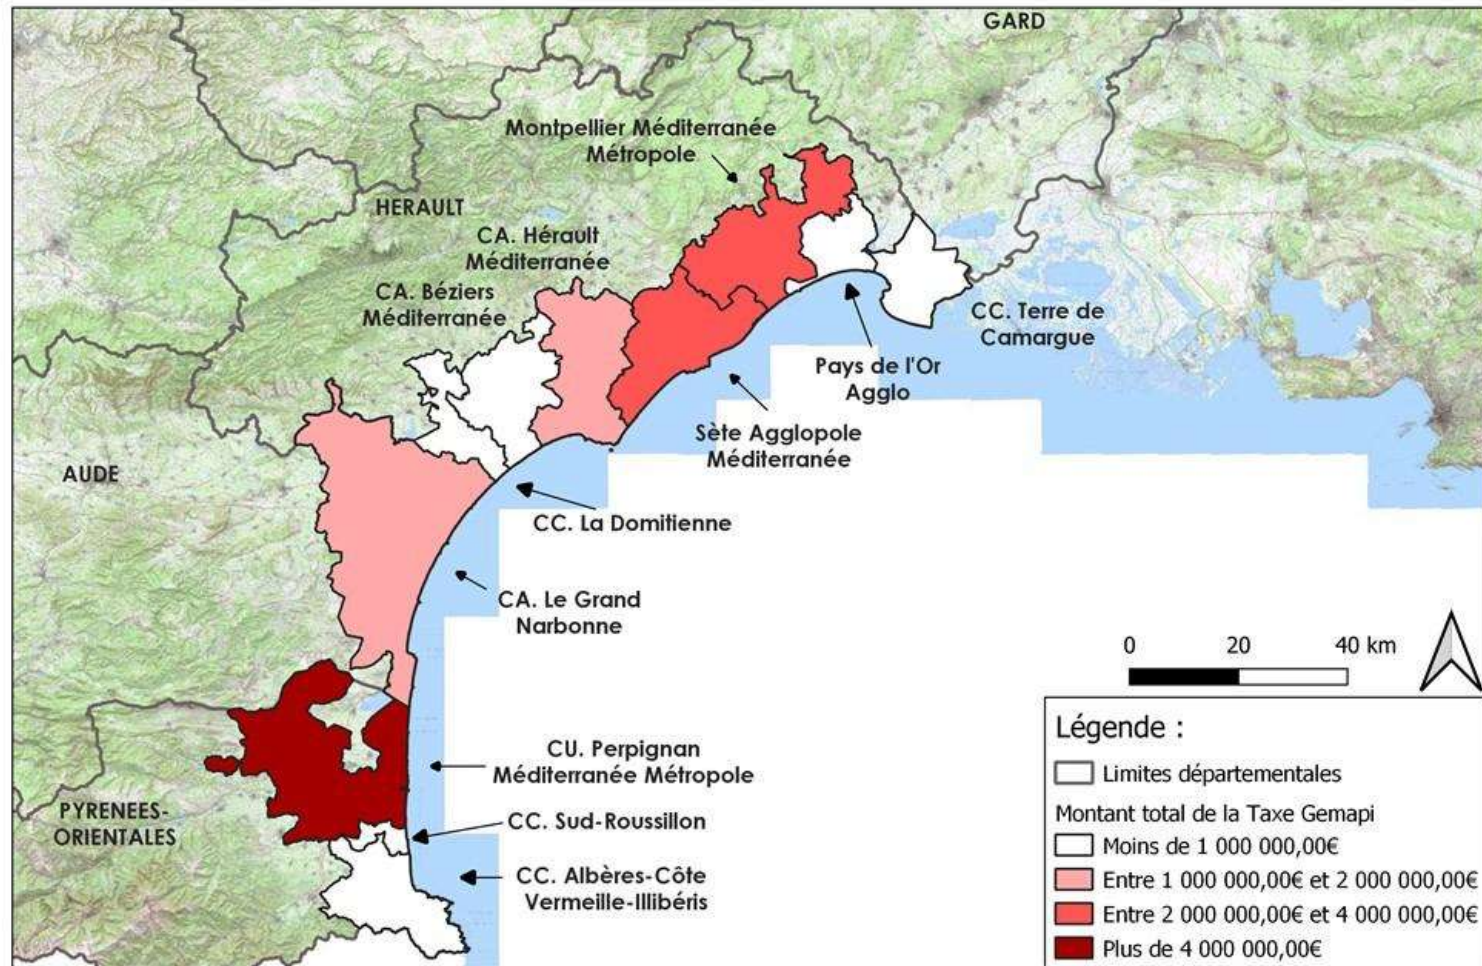 GARD
Montpellier Méditerranée
Métropole
HERAULT
CA. Hérault
Méditerranée
CA. Béziers
Méditerranée
CC. Terre de
Camargue
Pays de l'Or
Agglo
Sète Agglopole
Méditerranée
AUDE
CC. La Domitienne
CA. Le Grand
Narbonne
0 20 40 km
CU. Perpignan
Méditerranée Métropole
PYRENEES-
ORIENTALES
CC. Sud-Roussillon
CC. Albères-Côte
Vermeille-Illibéris
Légende :
Limites départementales
Montant total de la Taxe Gemapi
Moins de 1 000 000,00€
Entre 1 000 000,00€ et 2 000 000,00€
Entre 2 000 000,00€ et 4 000 000,00€
Plus de 4 000 000,00€